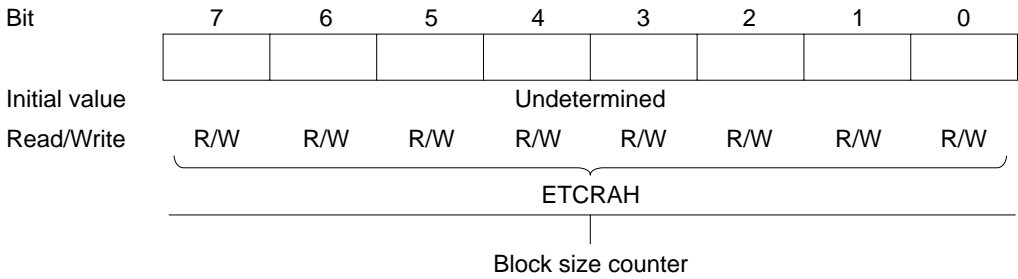 Bit 7 6 5 4 3 2 1 0
Initial value Undetermined
Read/Write R/W R/W R/W R/W R/W R/W R/W R/W
ETCRAH
Block size counter